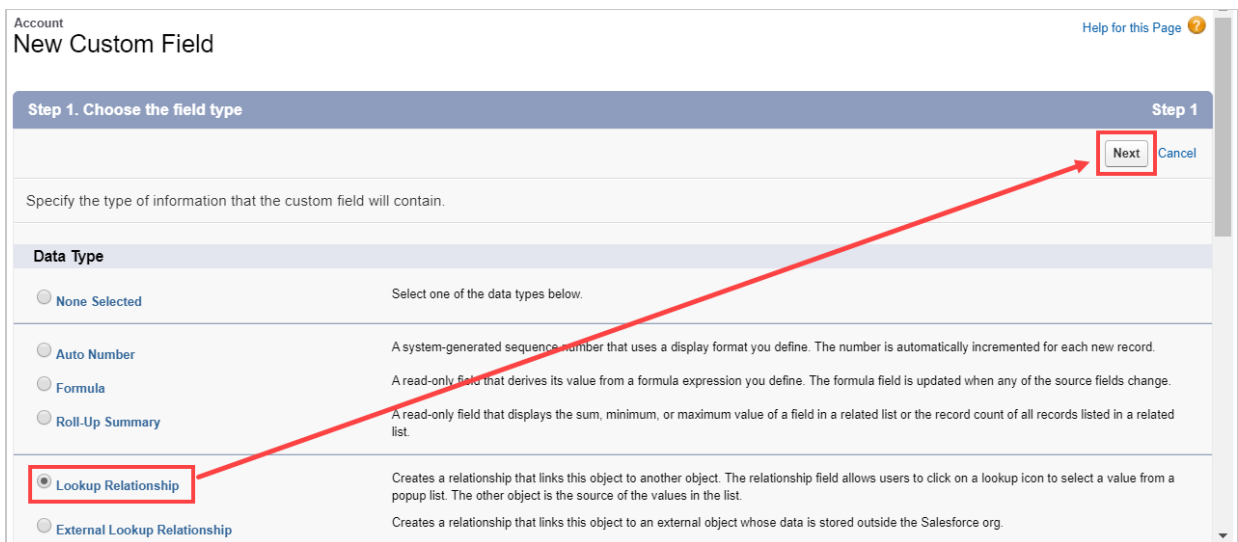 Account
New Custom Field
Help for this Page
Step 1. Choose the field type
Step 1
Next
Cancel
Specify the type of information that the custom field will contain.
Data Type
None Selected
Select one of the data types below.
Auto Number
A system-generated sequence number that uses a display format you define. The number is automatically incremented for each new record.
Formula
A read-only field that derives its value from a formula expression you define. The formula field is updated when any of the source fields change.
Roll-Up Summary
A read-only field that displays the sum, minimum, or maximum value of a field in a related list or the record count of all records listed in a related
list.
Lookup Relationship
Creates a relationship that links this object to another object. The relationship field allows users to click on a lookup icon to select a value from a
popup list. The other object is the source of the values in the list.
External Lookup Relationship
Creates a relationship that links this object to an external object whose data is stored outside the Salesforce org.